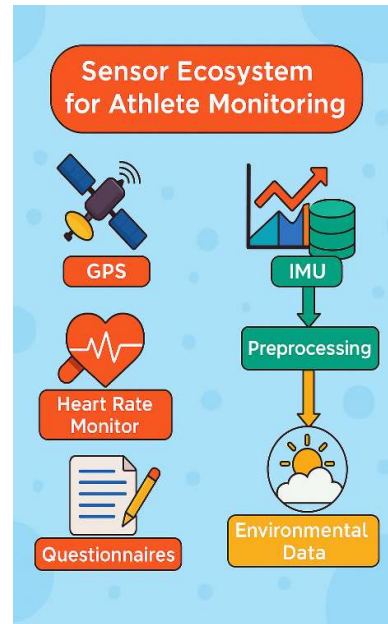 Sensor Ecosystem
for Athlete Monitoring
GPS
Heart Rate
Monitor
Questionnaires
IMU
Preprocessing
Environmental
Data